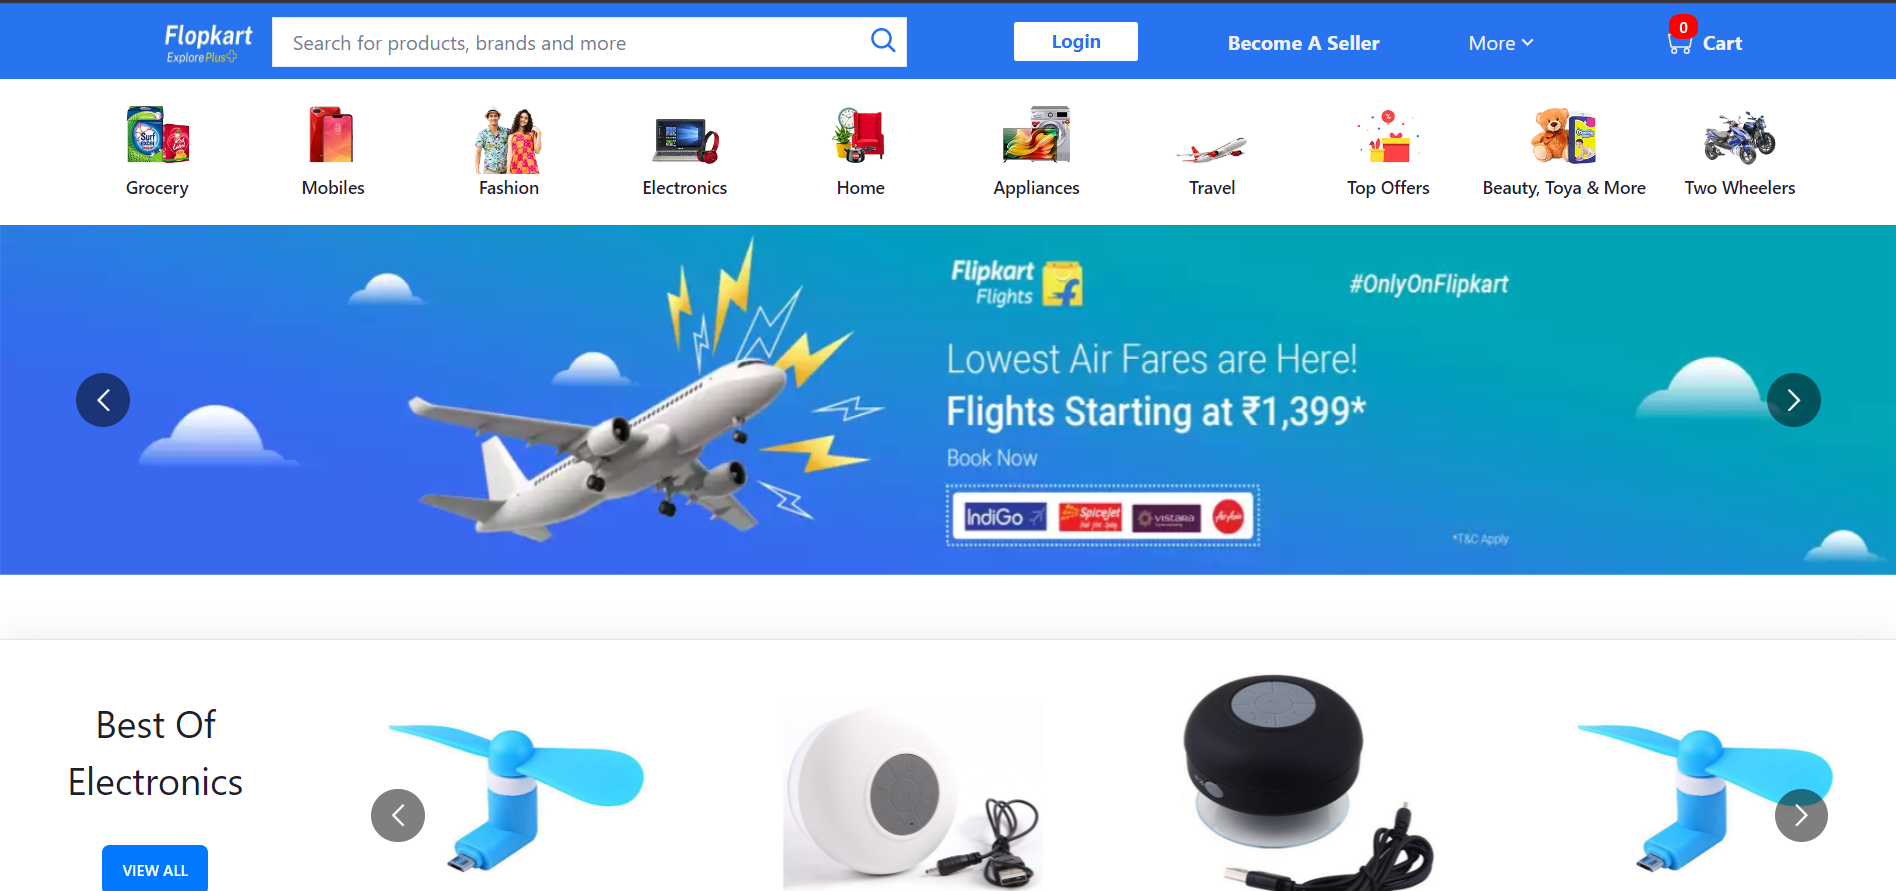 Flopkart
Explore Plus
Search for products, brands and more
Login
Become A Seller
More
0
Cart
Surf excel
Grocery
Mobiles
Fashion
Electronics
Home
Appliances
Travel
%
Top Offers
Beauty, Toya & More
Two Wheelers
Flipkart
Flights
#OnlyOnFlipkart
Lowest Air Fares are Here!
Flights Starting at ₹1,399*
Book Now
IndiGo
SpiceJet
VISTARA
AirAsia
*T&C Apply
Best Of
Electronics
VIEW ALL